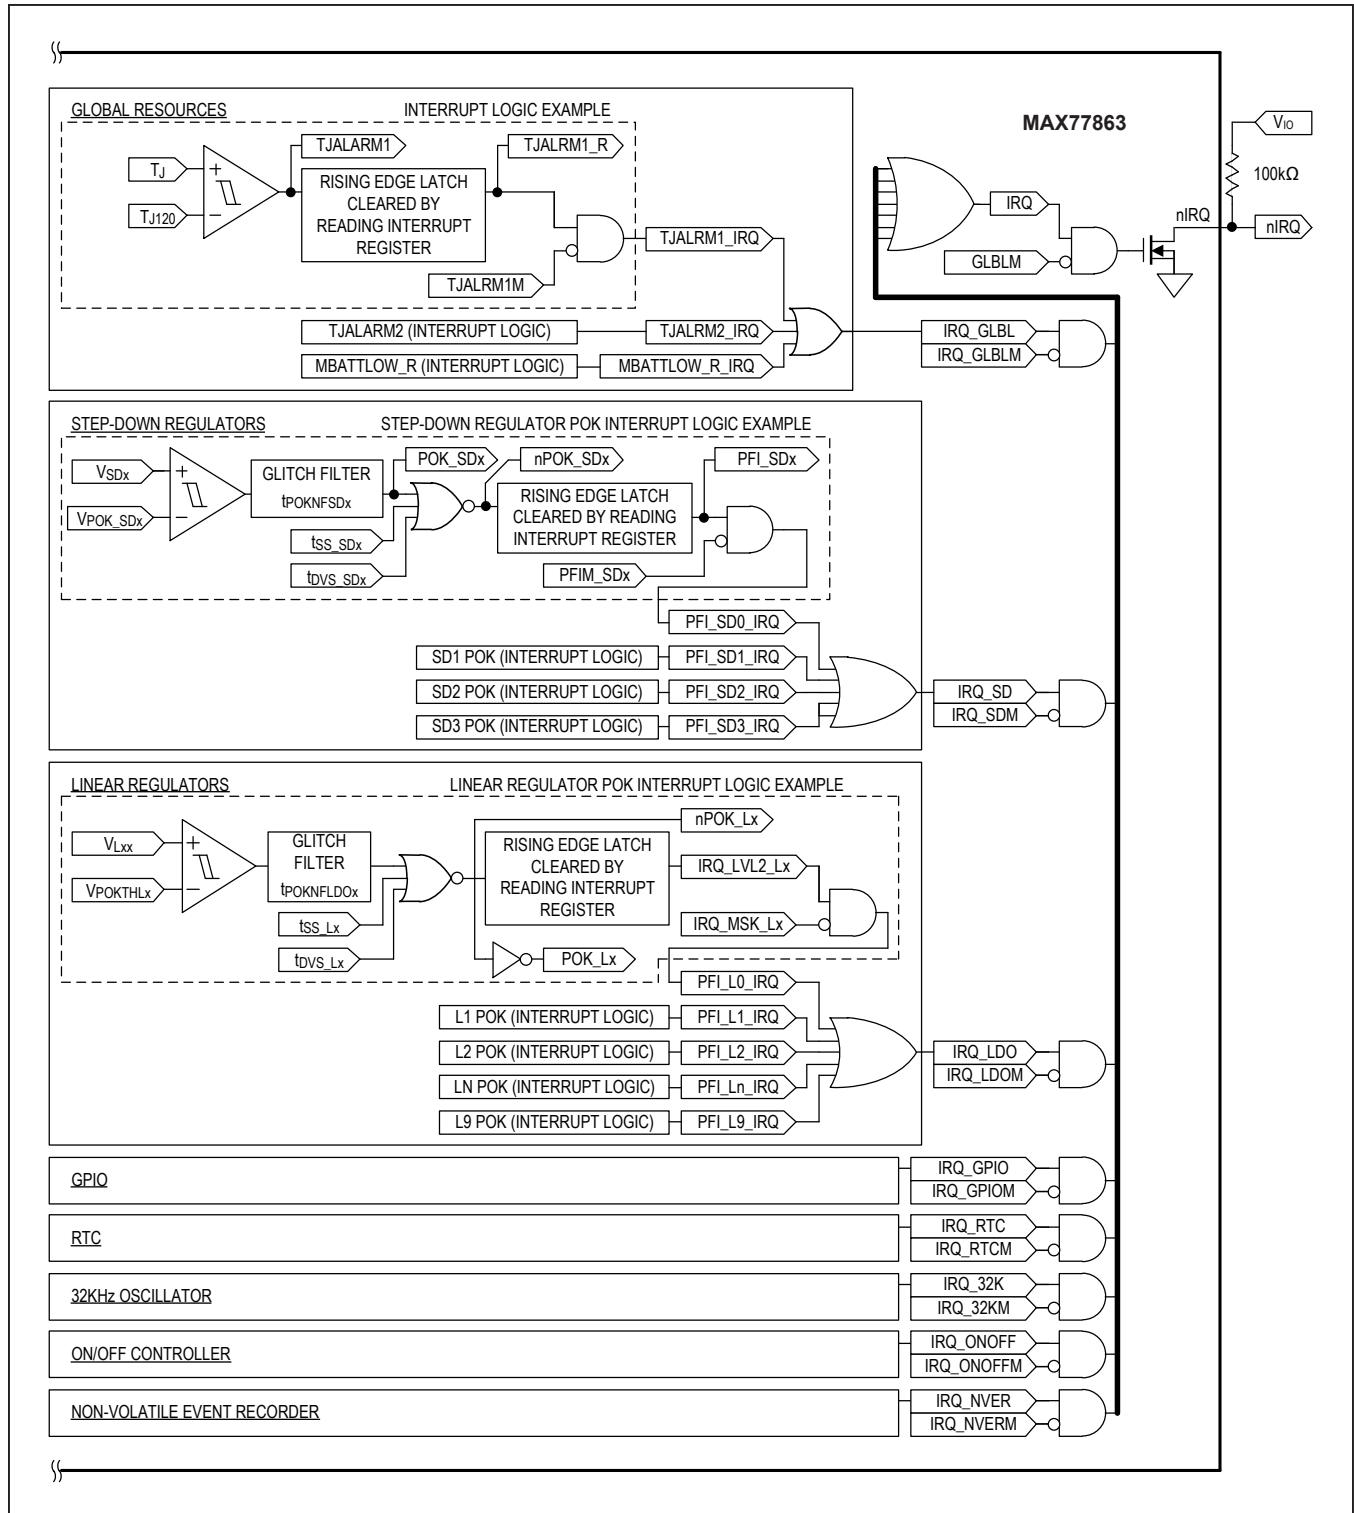 GLOBAL RESOURCES
INTERRUPT LOGIC EXAMPLE
MAX77863
TJALARM1
TJALRM1_R
TJ
TJ120
+
−
RISING EDGE LATCH
CLEARED BY
READING INTERRUPT
REGISTER
TJALRM1M
TJALRM1_IRQ
TJALARM2 (INTERRUPT LOGIC)
TJALRM2_IRQ
MBATTLOW_R (INTERRUPT LOGIC)
MBATTLOW_R_IRQ
IRQ
GLBLM
nIRQ
VIO
100kΩ
nIRQ
IRQ_GLBL
IRQ_GLBLM
STEP-DOWN REGULATORS
STEP-DOWN REGULATOR POK INTERRUPT LOGIC EXAMPLE
VSDx
VPOK_SDx
+
−
GLITCH FILTER
tPOKNFSDx
POK_SDx
nPOK_SDx
PFI_SDx
tSS_SDx
tDVS_SDx
RISING EDGE LATCH
CLEARED BY READING
INTERRUPT REGISTER
PFIM_SDx
PFI_SD0_IRQ
SD1 POK (INTERRUPT LOGIC)
PFI_SD1_IRQ
SD2 POK (INTERRUPT LOGIC)
PFI_SD2_IRQ
SD3 POK (INTERRUPT LOGIC)
PFI_SD3_IRQ
IRQ_SD
IRQ_SDM
LINEAR REGULATORS
LINEAR REGULATOR POK INTERRUPT LOGIC EXAMPLE
VLxx
VPOKTHLx
+
−
GLITCH
FILTER
tPOKNFLDOx
tSS_Lx
tDVS_Lx
nPOK_Lx
RISING EDGE LATCH
CLEARED BY
READING INTERRUPT
REGISTER
IRQ_LVL2_Lx
IRQ_MSK_Lx
POK_Lx
PFI_L0_IRQ
L1 POK (INTERRUPT LOGIC)
PFI_L1_IRQ
L2 POK (INTERRUPT LOGIC)
PFI_L2_IRQ
LN POK (INTERRUPT LOGIC)
PFI_Ln_IRQ
L9 POK (INTERRUPT LOGIC)
PFI_L9_IRQ
IRQ_LDO
IRQ_LDOM
GPIO
IRQ_GPIO
IRQ_GPIOM
RTC
IRQ_RTC
IRQ_RTCM
32KHz OSCILLATOR
IRQ_32K
IRQ_32KM
ON/OFF CONTROLLER
IRQ_ONOFF
IRQ_ONOFFM
NON-VOLATILE EVENT RECORDER
IRQ_NVER
IRQ_NVERM